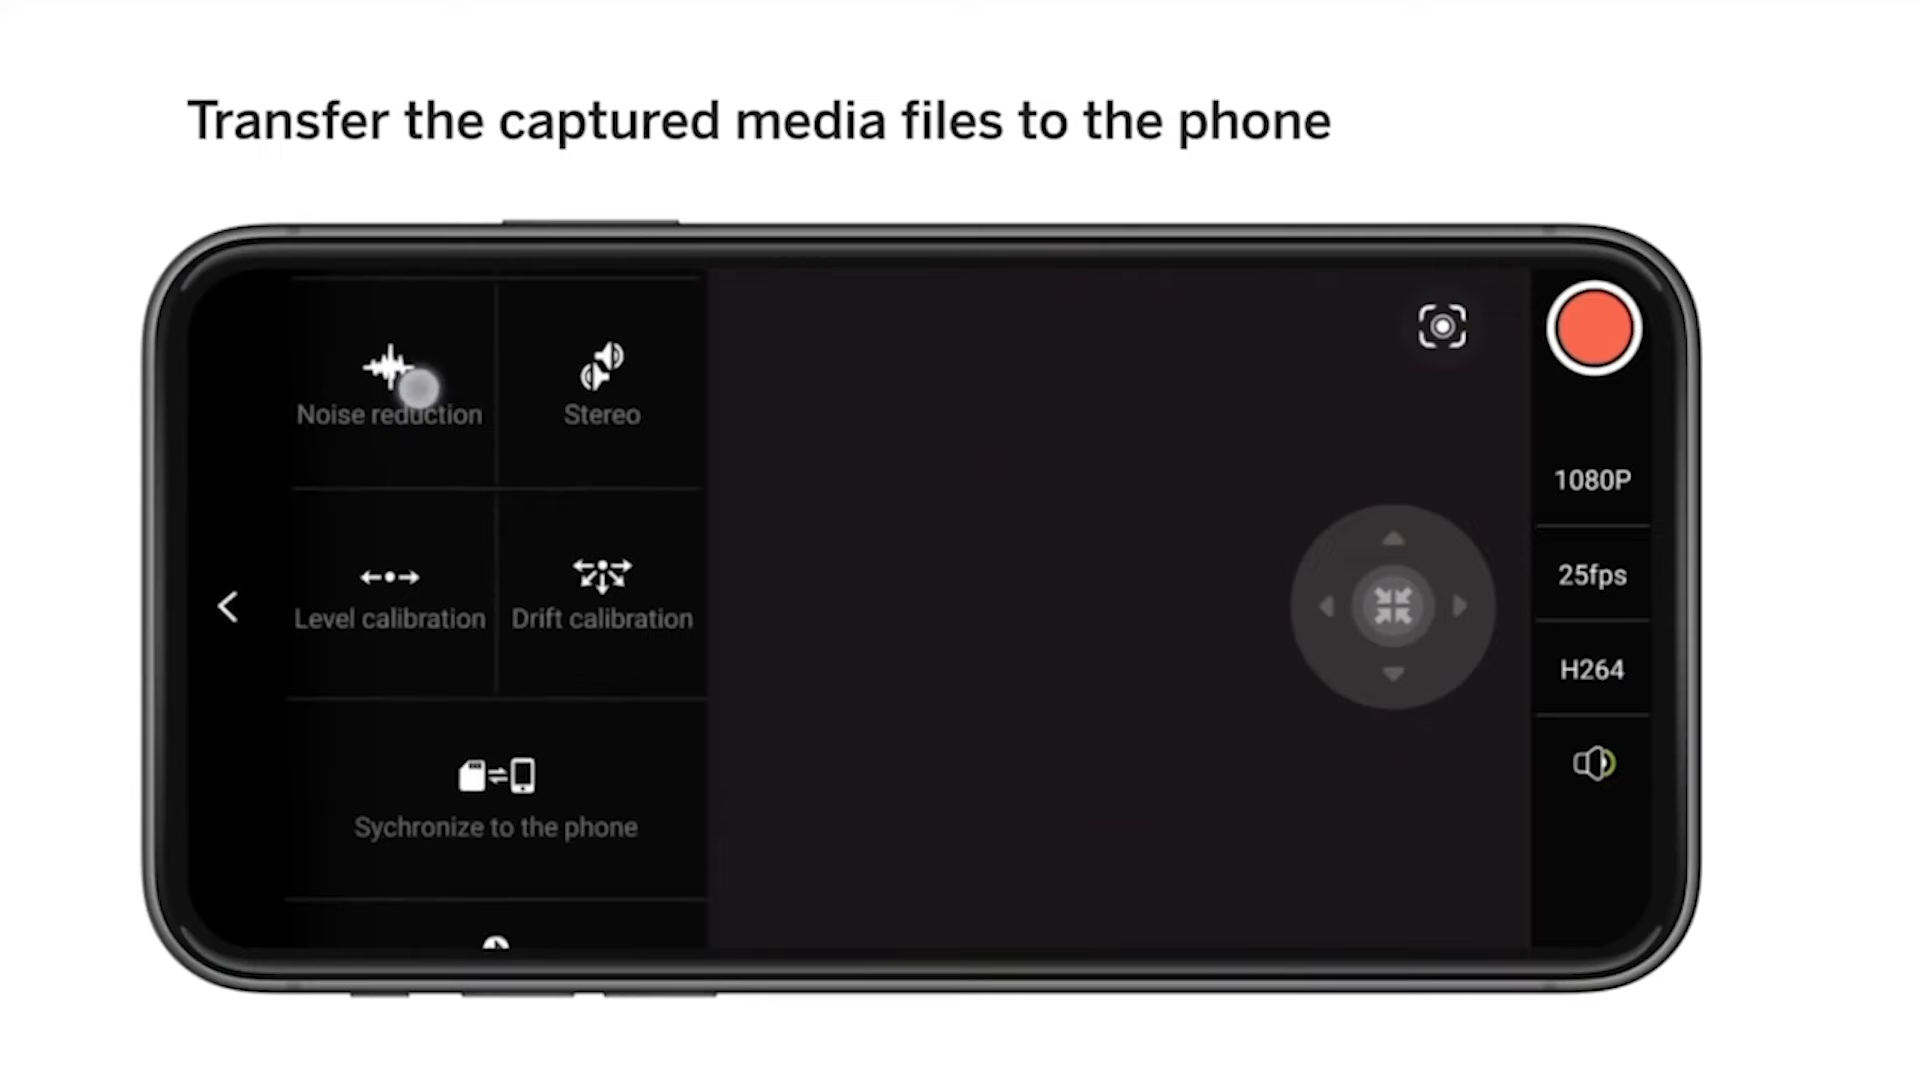 Transfer the captured media files to the phone
Noise reduction
Stereo
Level calibration
Drift calibration
Sychronize to the phone
1080P
25fps
H264